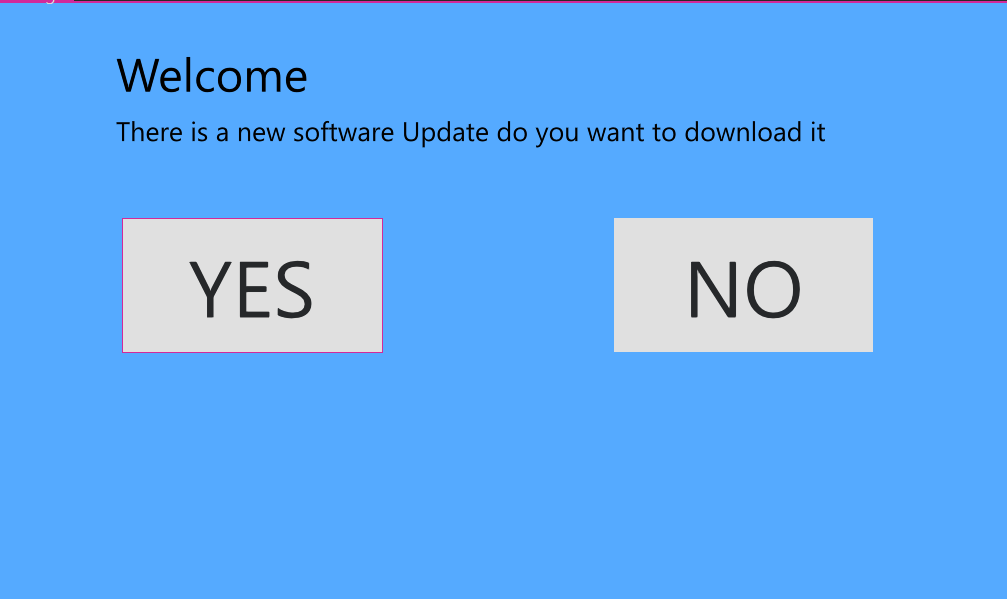 Welcome
There is a new software Update do you want to download it
YES
NO